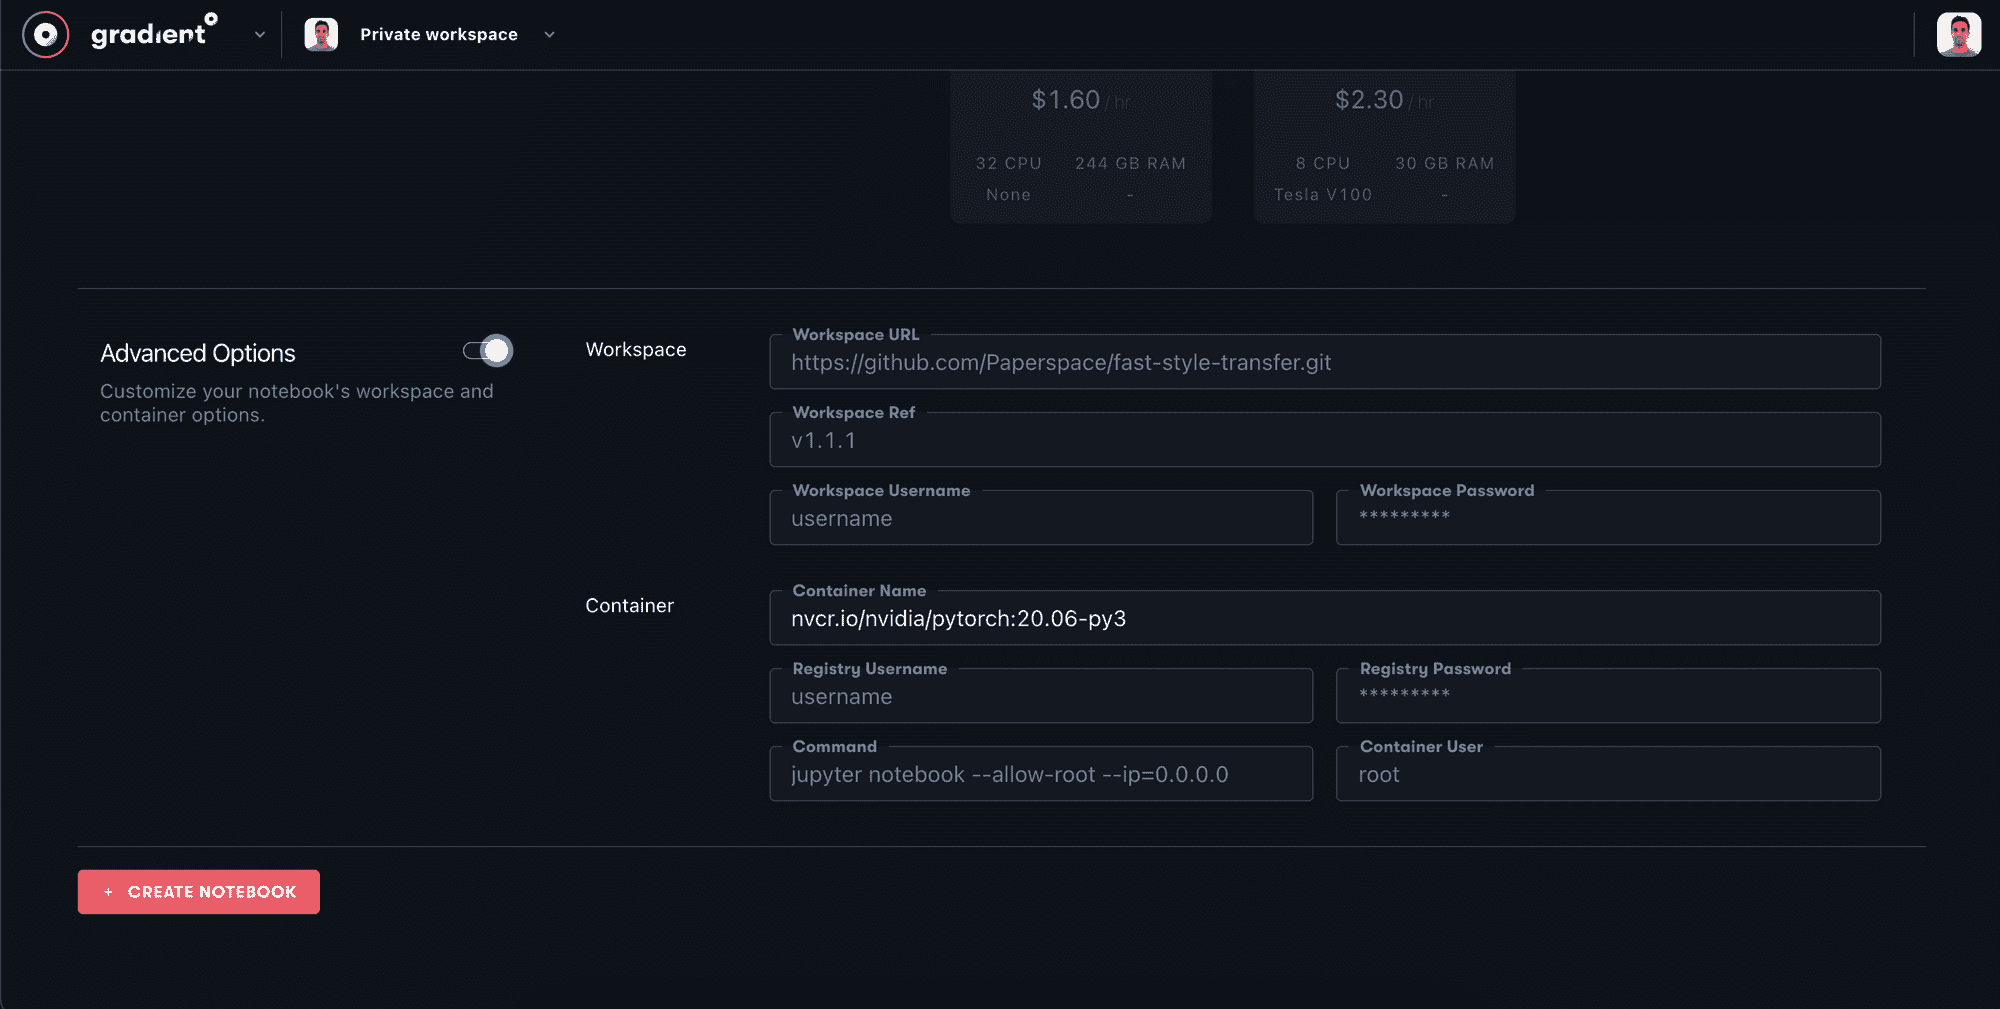 gradient
Private workspace
$1.60 / hr
$2.30 / hr
32 CPU 244 GB RAM
None -
8 CPU 30 GB RAM
Tesla V100 -
Advanced Options
Customize your notebook's workspace and
container options.
Workspace
Workspace URL
https://github.com/Paperspace/fast-style-transfer.git
Workspace Ref
v1.1.1
Workspace Username
username
Workspace Password
*********
Container
Container Name
nvcr.io/nvidia/pytorch:20.06-py3
Registry Username
username
Registry Password
*********
Command
jupyter notebook --allow-root --ip=0.0.0.0
Container User
root
+ CREATE NOTEBOOK